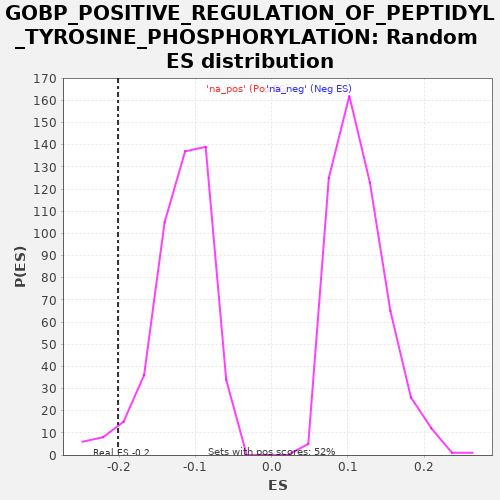 GOBP_POSITIVE_REGULATION_OF_PEPTIDYL
_TYROSINE_PHOSPHORYLATION: Random
ES distribution
'na_pos' (Po
'na_neg' (Neg ES)
170
160
150
140
130
120
110
100
90
80
70
60
50
40
30
20
10
0
P(ES)
Real ES -0.2
Sets with pos scores: 52%
-0.2 -0.1 0.0 0.1 0.2
ES